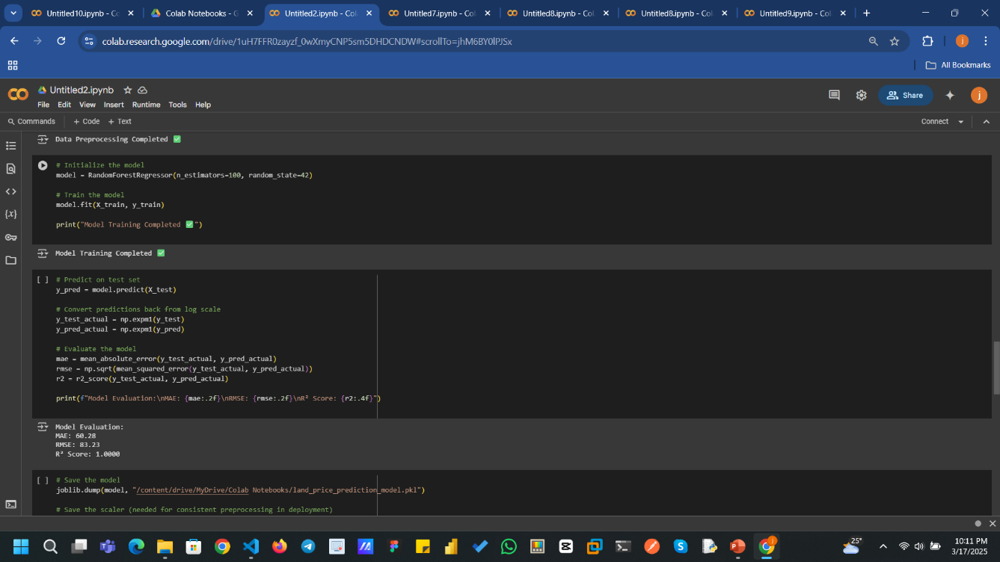 Untitled10.ipynb - Co
Colab Notebooks - G
Untitled2.ipynb - Col
Untitled7.ipynb - Col
Untitled8.ipynb - Col
Untitled8.ipynb - Col
Untitled9.ipynb - Col
colab.research.google.com/drive/1uH7FFR0zayzf_0wXmyCNP5sm5DHDCNDW#scrollTo=jhM6BY0lPJSx
j
All Bookmarks
CO
Untitled2.ipynb
File Edit View Insert Runtime Tools Help
Share
j
Commands + Code + Text
Connect
Data Preprocessing Completed ✅
# Initialize the model
model = RandomForestRegressor(n_estimators=100, random_state=42)
# Train the model
model.fit(X_train, y_train)
print("Model Training Completed ✅")
Model Training Completed ✅
[ ] # Predict on test set
y_pred = model.predict(X_test)
# Convert predictions back from log scale
y_test_actual = np.expm1(y_test)
y_pred_actual = np.expm1(y_pred)
# Evaluate the model
mae = mean_absolute_error(y_test_actual, y_pred_actual)
rmse = np.sqrt(mean_squared_error(y_test_actual, y_pred_actual))
r2 = r2_score(y_test_actual, y_pred_actual)
print(f"Model Evaluation:\nMAE: {mae:.2f}\nRMSE: {rmse:.2f}\nR² Score: {r2:.4f}")
Model Evaluation:
MAE: 60.28
RMSE: 83.23
R² Score: 1.0000
[ ] # Save the model
joblib.dump(model, "/content/drive/MyDrive/Colab Notebooks/land_price_prediction_model.pkl")
# Save the scaler (needed for consistent preprocessing in deployment)
25°
10:11 PM
3/17/2025